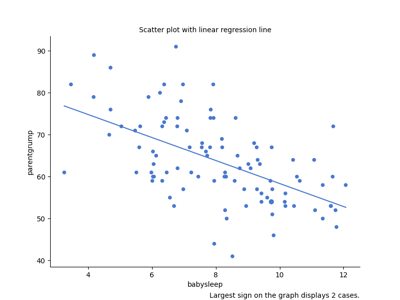 Scatter plot with linear regression line
90
80
70
60
50
40
parentgrump
4
6
8
10
12
babysleep
Largest sign on the graph displays 2 cases.